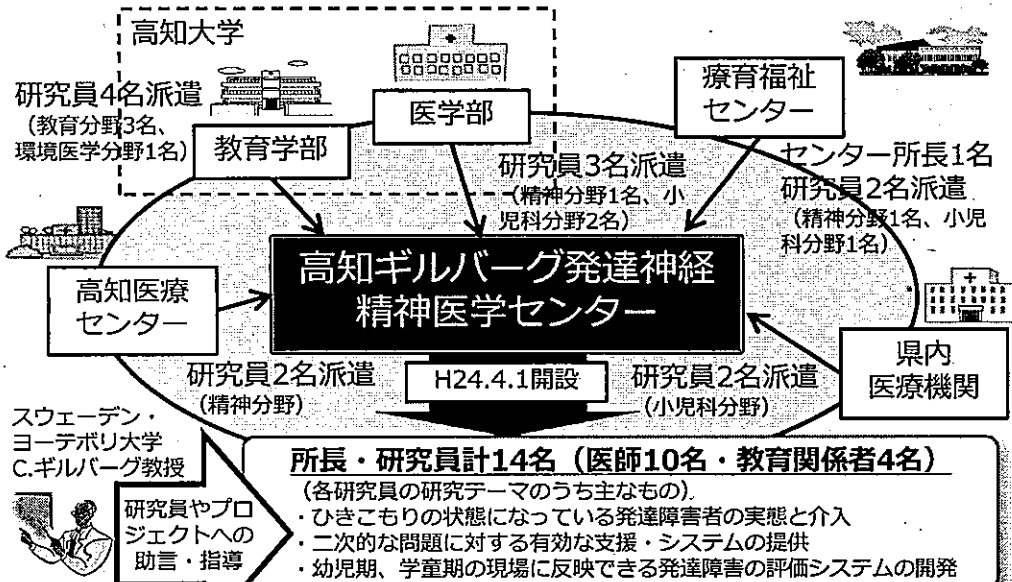 高知大学
研究員4名派遣
(教育分野3名、
環境医学分野1名)
教育学部
医学部
研究員3名派遣
(精神分野1名、小
児科分野2名)
療育福祉
センター
センター所長1名
研究員2名派遣
(精神分野1名、小児
科分野1名)
高知医療
センター
高知ギルバーグ発達神経
精神医学センター
県内
医療機関
研究員2名派遣
(精神分野)
H24.4.1開設
研究員2名派遣
(小児科分野)
スウェーデン・
ヨーテボリ大学
C.ギルバーグ教授
研究員やプロ
ジェクトへの
助言・指導
所長・研究員計14名(医師10名・教育関係者4名)
(各研究員の研究テーマのうち主なもの)
・ひきこもりの状態になっている発達障害者の実態と介入
・二次的な問題に対する有効な支援・システムの提供
・幼児期、学童期の現場に反映できる発達障害の評価システムの開発